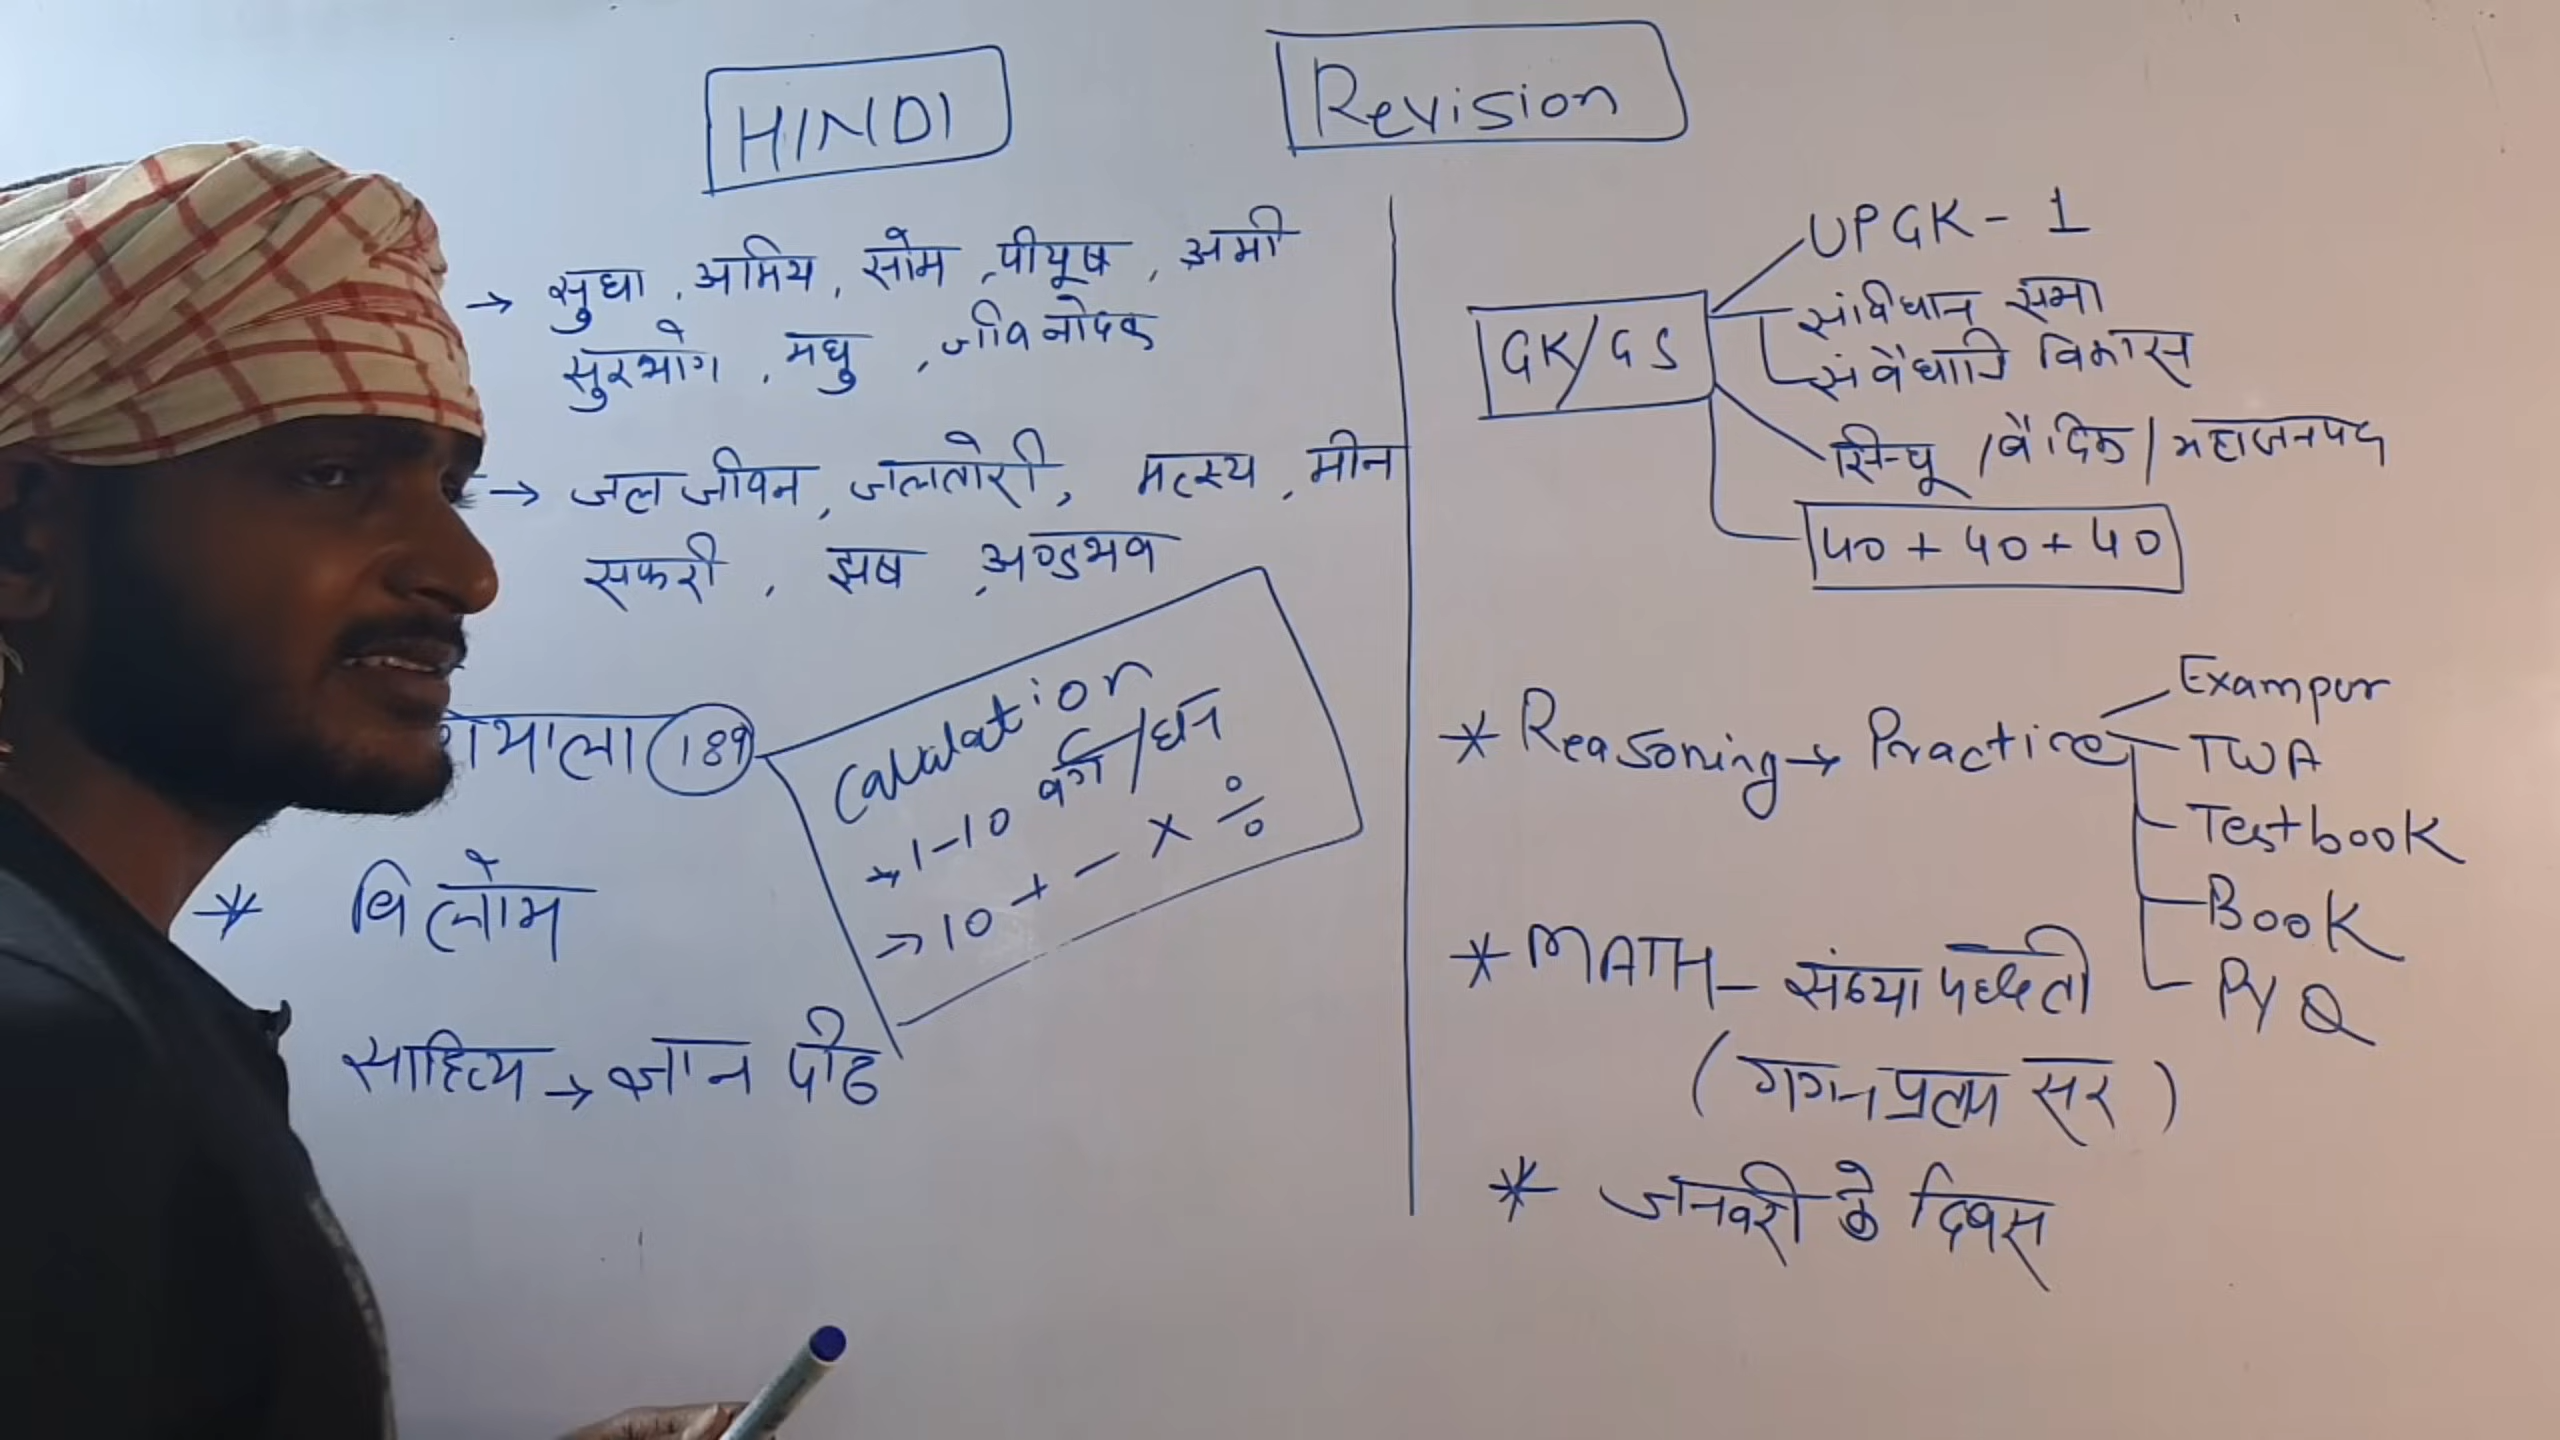 HINDI
Revision
→ सुधा, अमिय, सोम, पीयूष, अमी
सुरभोग, मधु, जीवनोदक
→ जल जीवन, जलतोरी, मत्स्य, मीन
सफरी, झष, अण्डभव
Calculation
→ 1-10 वर्ग/घन
→ 10 + - × ÷
माला 189
* विलोम
साहित्य → ज्ञान पीठ
GK/GS
UPGK - 1
संविधान सभा
संवैधानि विकास
सिन्धू / वैदिक / महाजनपद
40 + 40 + 40
* Reasoning → Practice
Exampur
TWA
Testbook
Book
PYQ
* MATH - संख्या पद्धती
(गगन प्रताप सर)
* जनवरी के दिवस